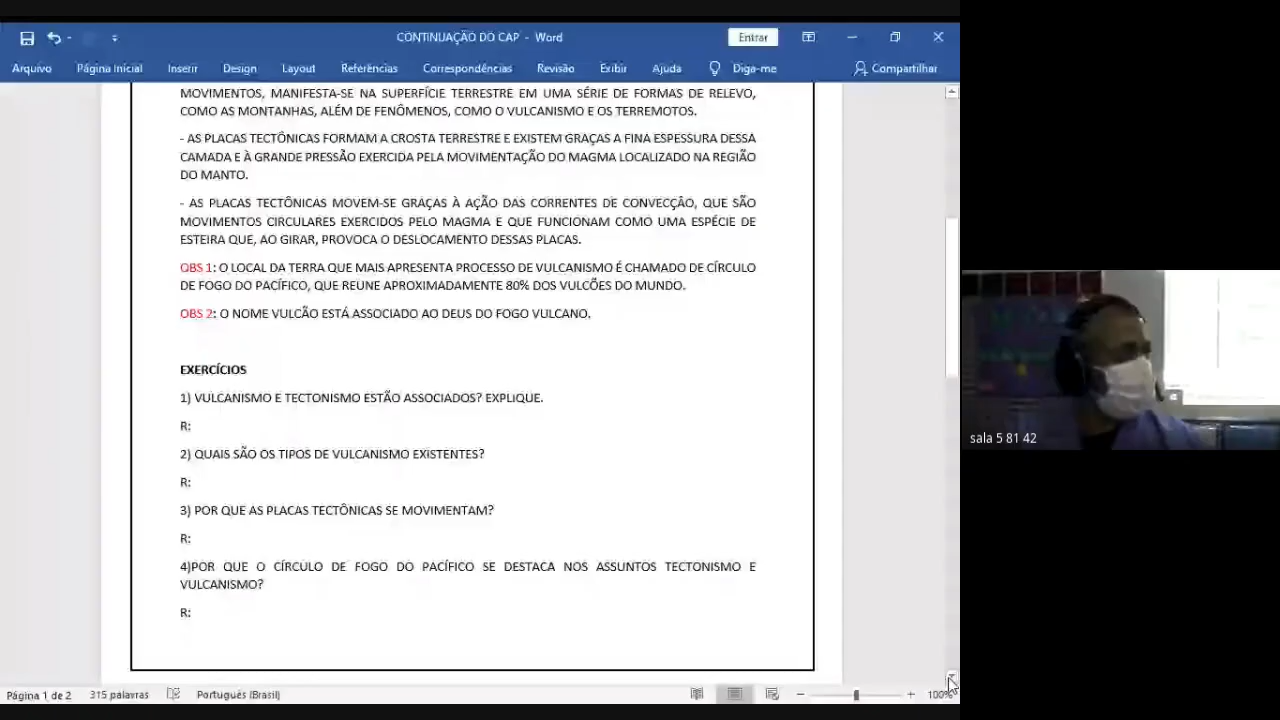 CONTINUAÇÃO DO CAP - Word
Entrar
Arquivo Página Inicial Inserir Design Layout Referências Correspondências Revisão Exibir Ajuda Diga-me Compartilhar
MOVIMENTOS, MANIFESTA-SE NA SUPERFÍCIE TERRESTRE EM UMA SÉRIE DE FORMAS DE RELEVO,
COMO AS MONTANHAS, ALÉM DE FENÔMENOS, COMO O VULCANISMO E OS TERREMOTOS.
- AS PLACAS TECTÔNICAS FORMAM A CROSTA TERRESTRE E EXISTEM GRAÇAS A FINA ESPESSURA DESSA
CAMADA E À GRANDE PRESSÃO EXERCIDA PELA MOVIMENTAÇÃO DO MAGMA LOCALIZADO NA REGIÃO
DO MANTO.
- AS PLACAS TECTÔNICAS MOVEM-SE GRAÇAS À AÇÃO DAS CORRENTES DE CONVECÇÃO, QUE SÃO
MOVIMENTOS CIRCULARES EXERCIDOS PELO MAGMA E QUE FUNCIONAM COMO UMA ESPÉCIE DE
ESTEIRA QUE, AO GIRAR, PROVOCA O DESLOCAMENTO DESSAS PLACAS.
OBS 1: O LOCAL DA TERRA QUE MAIS APRESENTA PROCESSO DE VULCANISMO É CHAMADO DE CÍRCULO
DE FOGO DO PACÍFICO, QUE REUNE APROXIMADAMENTE 80% DOS VULCÕES DO MUNDO.
OBS 2: O NOME VULCÃO ESTÁ ASSOCIADO AO DEUS DO FOGO VULCANO.
EXERCÍCIOS
1) VULCANISMO E TECTONISMO ESTÃO ASSOCIADOS? EXPLIQUE.
R:
2) QUAIS SÃO OS TIPOS DE VULCANISMO EXISTENTES?
R:
3) POR QUE AS PLACAS TECTÔNICAS SE MOVIMENTAM?
R:
4)POR QUE O CÍRCULO DE FOGO DO PACÍFICO SE DESTACA NOS ASSUNTOS TECTONISMO E
VULCANISMO?
R:
Página 1 de 2 315 palavras Português (Brasil) 100%
sala 5 81 42